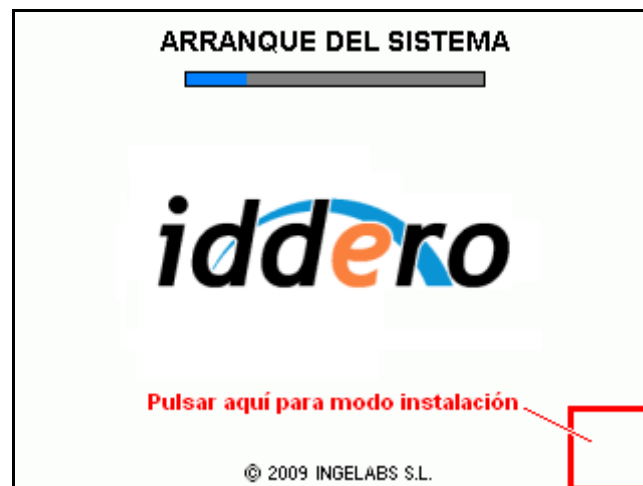 ARRANQUE DEL SISTEMA
iddero
Pulsar aquí para modo instalación
© 2009 INGELABS S.L.